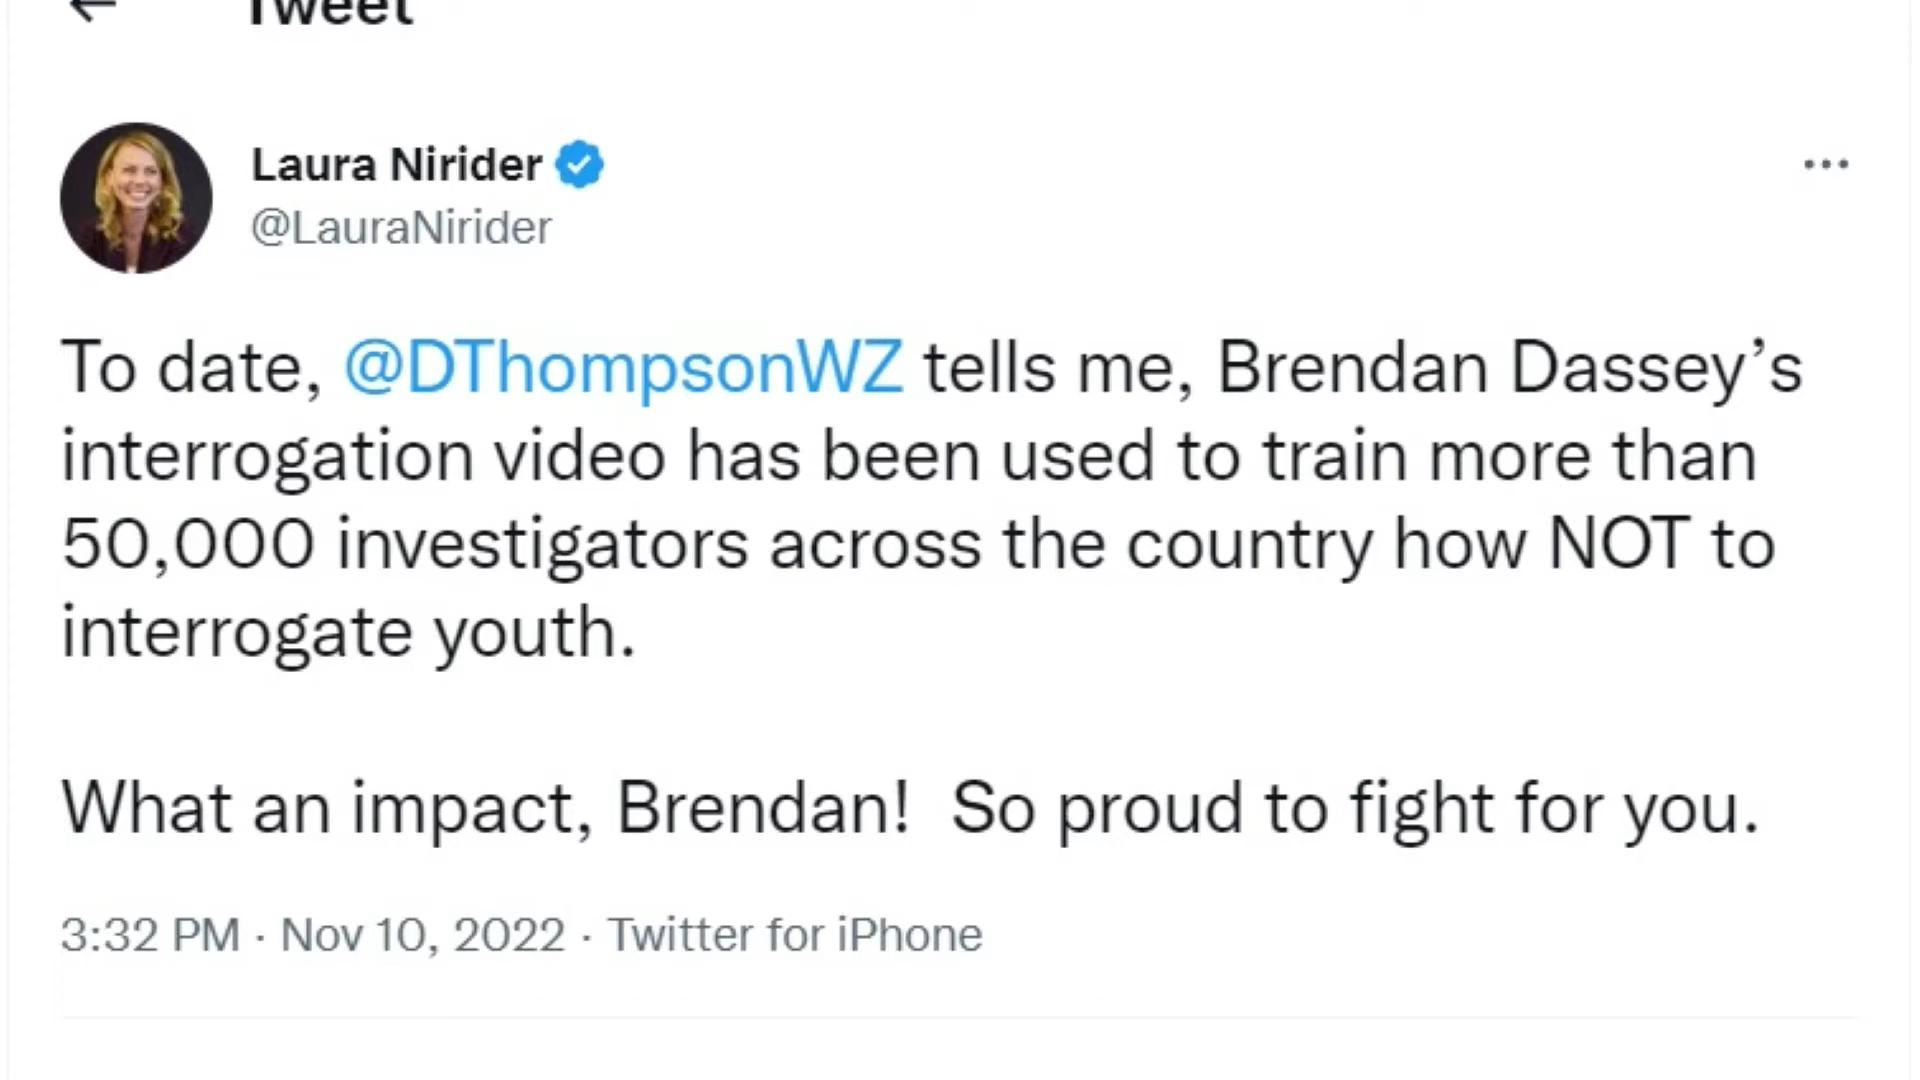 Tweet
Laura Nirider
@LauraNirider
To date, @DThompsonWZ tells me, Brendan Dassey’s
interrogation video has been used to train more than
50,000 investigators across the country how NOT to
interrogate youth.
What an impact, Brendan!  So proud to fight for you.
3:32 PM · Nov 10, 2022 · Twitter for iPhone